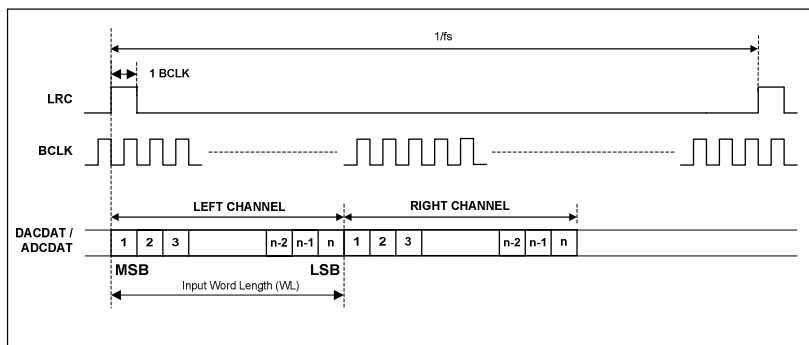 1/fs
1 BCLK
LRC
BCLK
LEFT CHANNEL
RIGHT CHANNEL
DACDAT /
ADCDAT
1 2 3 n-2 n-1 n 1 2 3 n-2 n-1 n
MSB LSB
Input Word Length (WL)